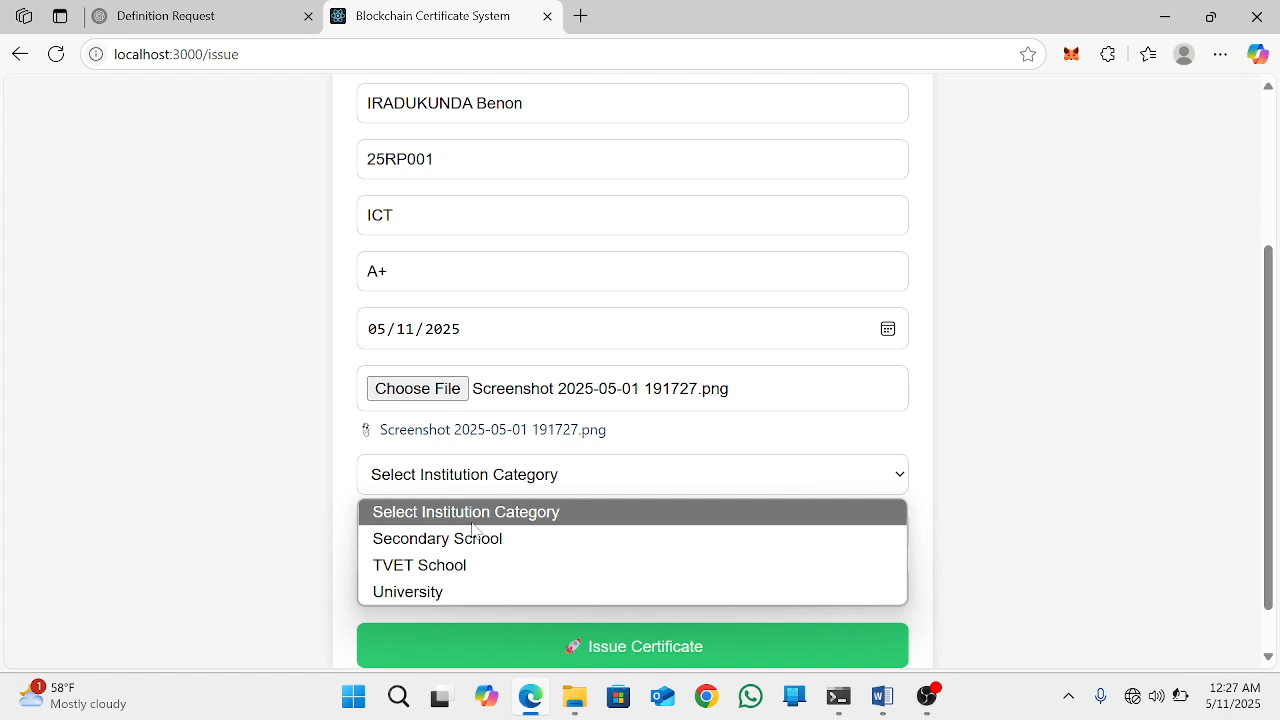 Definition Request
Blockchain Certificate System
localhost:3000/issue
IRADUKUNDA Benon
25RP001
ICT
A+
05/11/2025
Choose File Screenshot 2025-05-01 191727.png
Screenshot 2025-05-01 191727.png
Select Institution Category
Select Institution Category
Secondary School
TVET School
University
🚀 Issue Certificate
1
58°F
Mostly cloudy
12:27 AM
5/11/2025